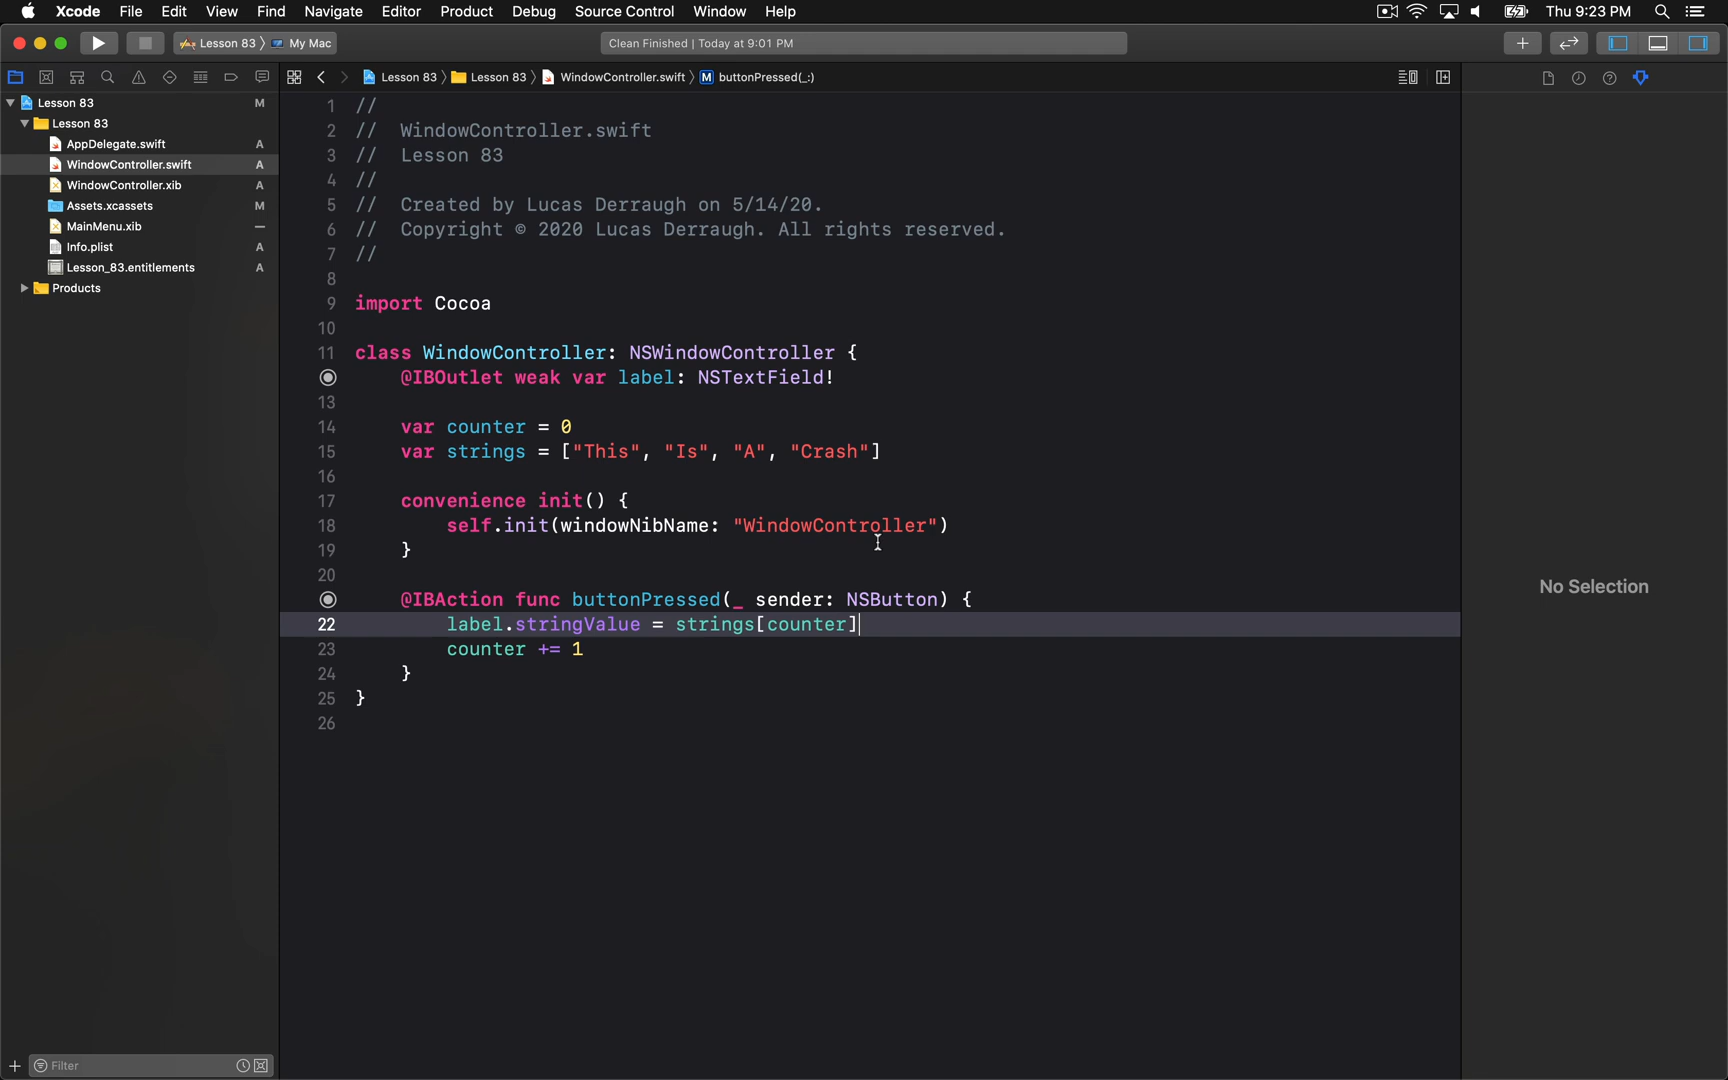 Xcode File Edit View Find Navigate Editor Product Debug Source Control Window Help Thu 9:23 PM
Lesson 83 〉 My Mac Clean Finished | Today at 9:01 PM
Lesson 83 〉 Lesson 83 〉 WindowController.swift 〉 M buttonPressed(_:)
Lesson 83 M
Lesson 83
AppDelegate.swift A
WindowController.swift A
WindowController.xib A
Assets.xcassets M
MainMenu.xib —
Info.plist A
Lesson_83.entitlements A
Products
1 //
2 // WindowController.swift
3 // Lesson 83
4 //
5 // Created by Lucas Derraugh on 5/14/20.
6 // Copyright © 2020 Lucas Derraugh. All rights reserved.
7 //
8
9 import Cocoa
10
11 class WindowController: NSWindowController {
@IBOutlet weak var label: NSTextField!
13
14 var counter = 0
15 var strings = ["This", "Is", "A", "Crash"]
16
17 convenience init() {
18 self.init(windowNibName: "WindowController")
19 }
20
@IBAction func buttonPressed(_ sender: NSButton) {
22 label.stringValue = strings[counter]
23 counter += 1
24 }
25 }
26
No Selection
Filter